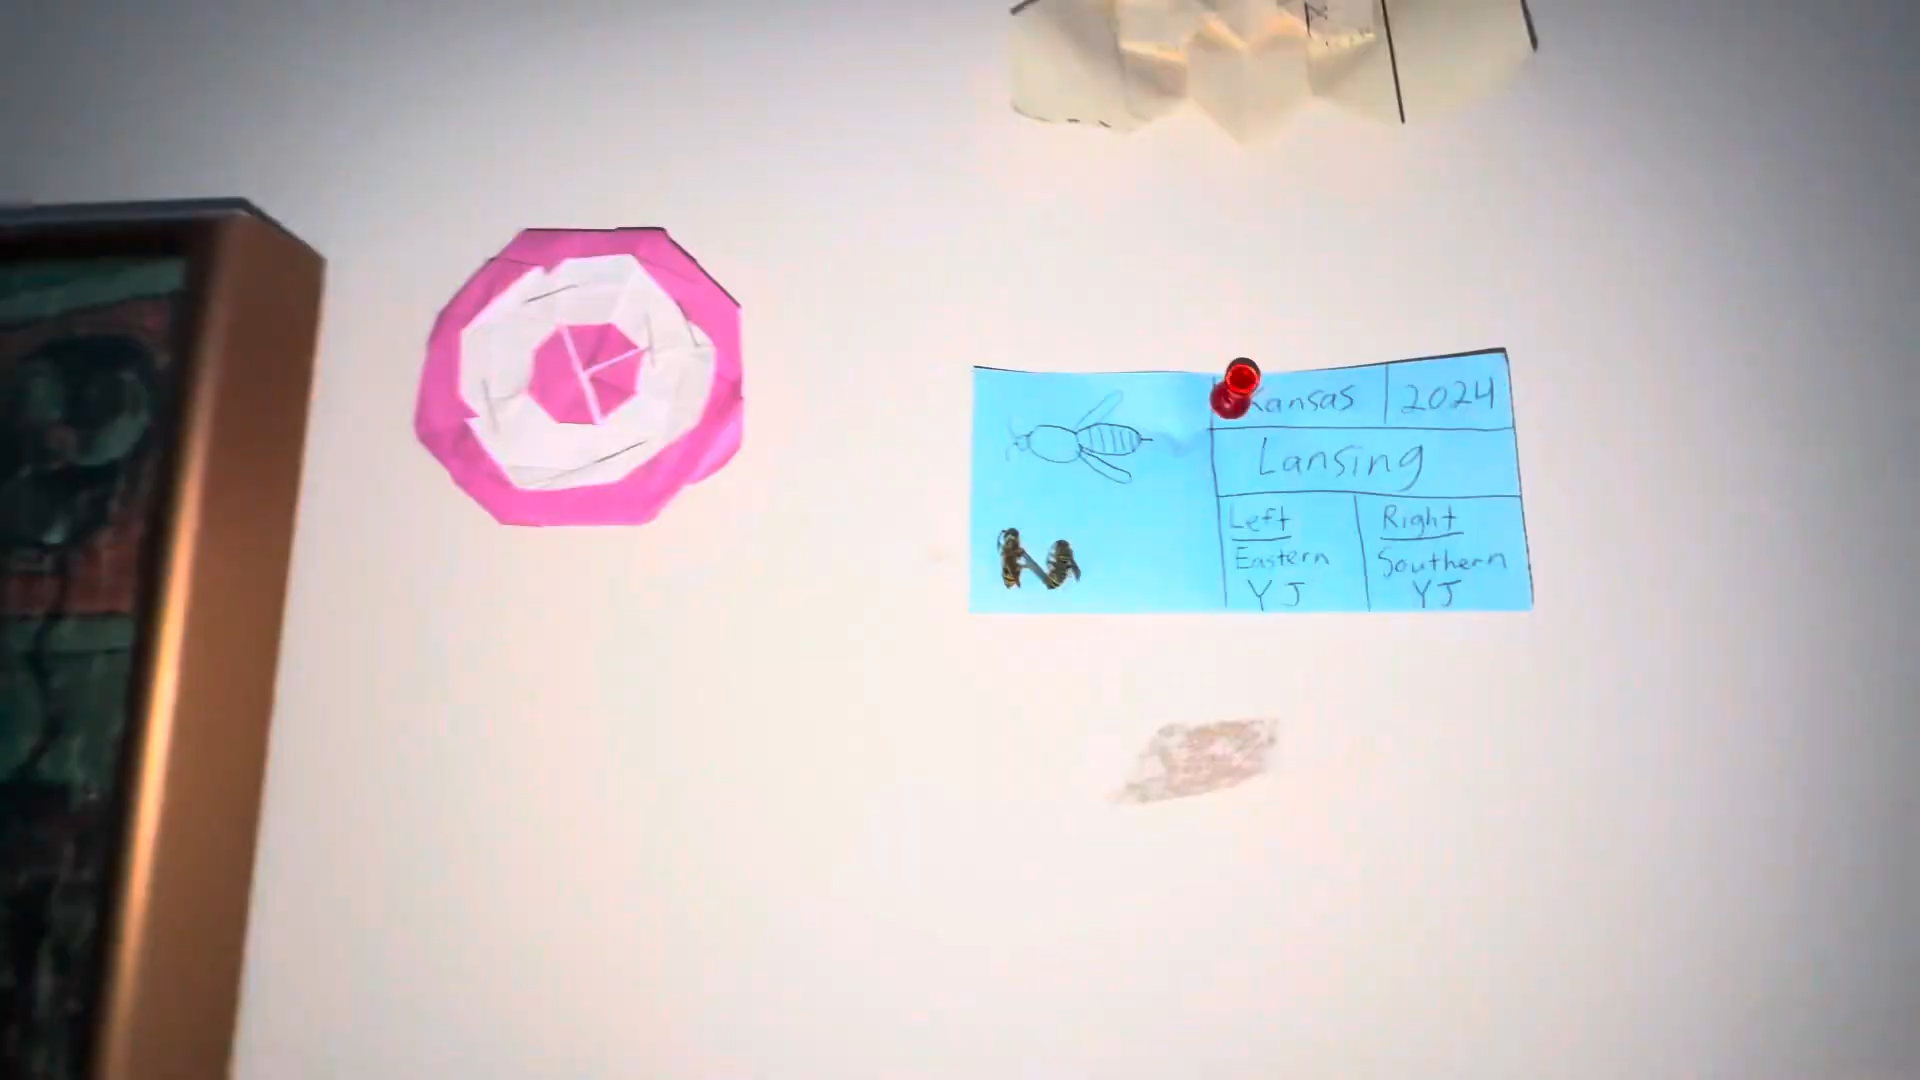 Kansas 2024
Lansing
Left Right
Eastern Southern
YJ YJ